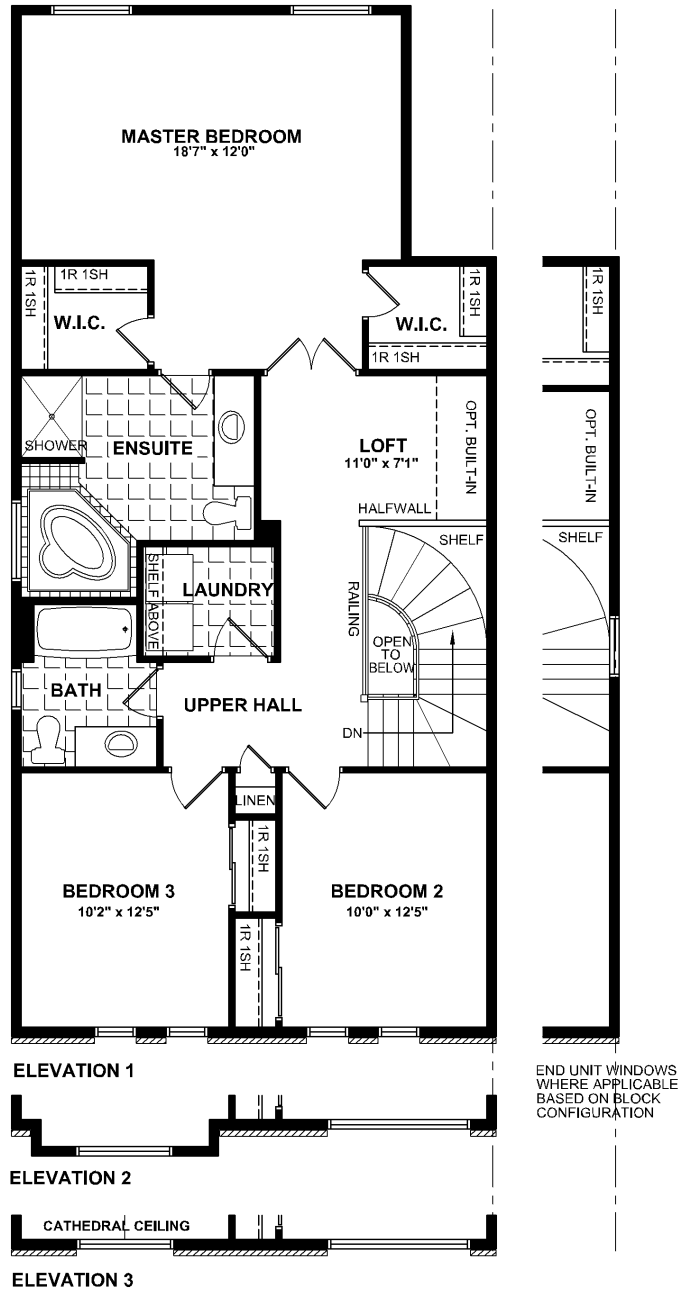 MASTER BEDROOM
18'7" x 12'0"
1R 1SH
1R 1SH
W.I.C.
W.I.C.
1R 1SH
1R 1SH
1R 1SH
SHOWER
ENSUITE
LOFT
11'0" x 7'1"
OPT. BUILT-IN
OPT. BUILT-IN
HALFWALL
SHELF
SHELF
SHELF ABOVE
LAUNDRY
RAILING
OPEN
TO
BELOW
BATH
UPPER HALL
DN
LINEN
1R 1SH
BEDROOM 3
10'2" x 12'5"
BEDROOM 2
10'0" x 12'5"
1R 1SH
ELEVATION 1
END UNIT WINDOWS
WHERE APPLICABLE
BASED ON BLOCK
CONFIGURATION
ELEVATION 2
CATHEDRAL CEILING
ELEVATION 3